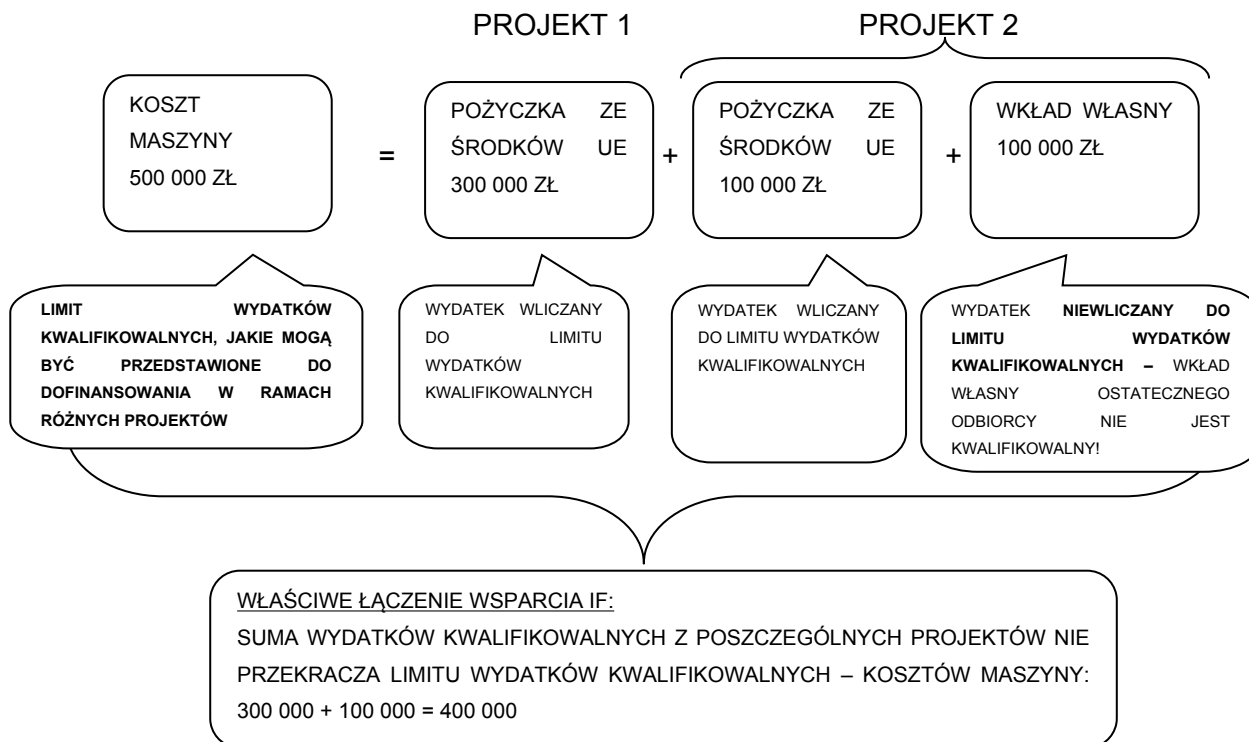 PROJEKT 1
PROJEKT 2
KOSZT
MASZYNY
500 000 ZŁ
=
POŻYCZKA ZE
ŚRODKÓW UE
300 000 ZŁ
+
POŻYCZKA ZE
ŚRODKÓW UE
100 000 ZŁ
+
WKŁAD WŁASNY
100 000 ZŁ
LIMIT WYDATKÓW
KWALIFIKOWALNYCH, JAKIE MOGĄ
BYĆ PRZEDSTAWIONE DO
DOFINANSOWANIA W RAMACH
RÓŻNYCH PROJEKTÓW
WYDATEK WLICZANY
DO LIMITU
WYDATKÓW
KWALIFIKOWALNYCH
WYDATEK WLICZANY
DO LIMITU WYDATKÓW
KWALIFIKOWALNYCH
WYDATEK NIEWLICZANY DO
LIMITU WYDATKÓW
KWALIFIKOWALNYCH – WKŁAD
WŁASNY OSTATECZNEGO
ODBIORCY NIE JEST
KWALIFIKOWALNY!
WŁAŚCIWE ŁĄCZENIE WSPARCIA IF:
SUMA WYDATKÓW KWALIFIKOWALNYCH Z POSZCZEGÓLNYCH PROJEKTÓW NIE
PRZEKRACZA LIMITU WYDATKÓW KWALIFIKOWALNYCH – KOSZTÓW MASZYNY:
300 000 + 100 000 = 400 000